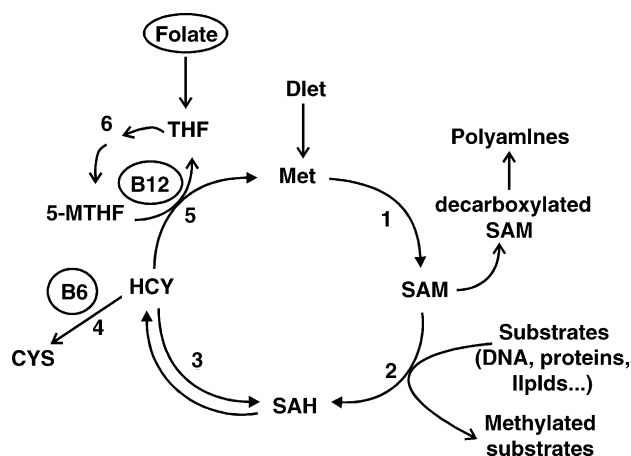 Folate
DIet
6
THF
PolyamInes
B12
Met
5-MTHF
5
1
decarboxylated
SAM
B6
HCY
SAM
4
CYS
3
2
Substrates
(DNA, proteins,
lIpIds...)
SAH
Methylated
substrates